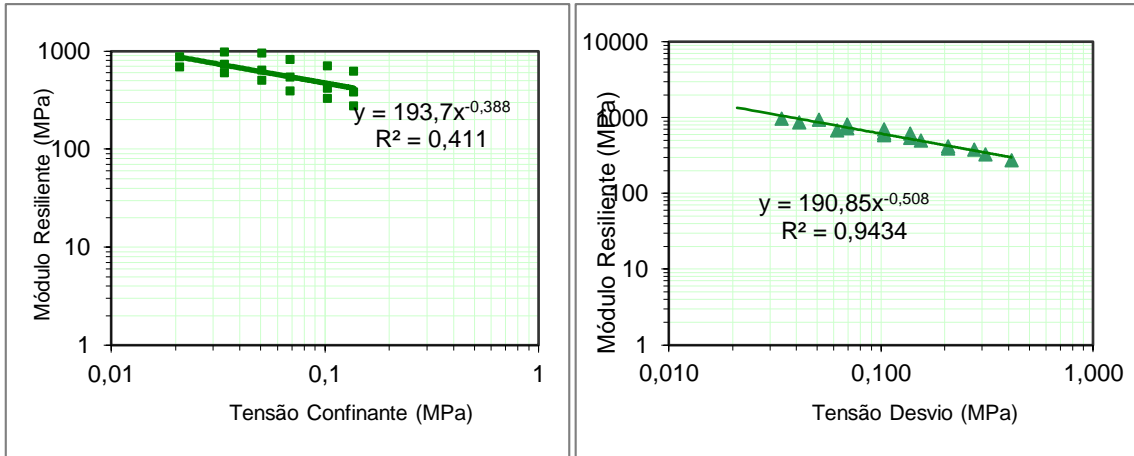 1000
100
10
1
0,01
0,1
1
Módulo Resiliente (MPa)
Tensão Confinante (MPa)
y = 193,7x-0,388
R² = 0,411
10000
1000
100
10
1
0,010
0,100
1,000
Módulo Resiliente (MPa)
Tensão Desvio (MPa)
y = 190,85x-0,508
R² = 0,9434